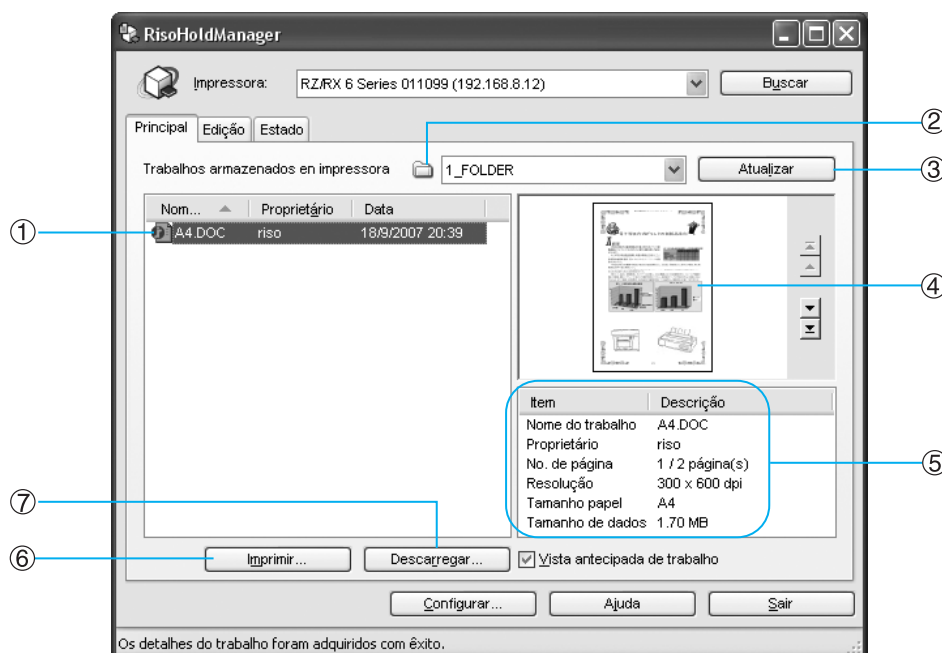 RisoHoldManager
Impressora: RZ/RX 6 Series 011099 (192.168.8.12) Buscar
Principal Edição Estado
②
Trabalhos armazenados en impressora 1_FOLDER Atualizar ③
Nom... Proprietário Data
① A4.DOC riso 18/9/2007 20:39
④
Item Descrição
Nome do trabalho A4.DOC
Proprietário riso
No. de página 1 / 2 página(s) ⑤
Resolução 300 x 600 dpi
Tamanho papel A4
Tamanho de dados 1.70 MB
⑦
⑥ Imprimir... Descarregar... Vista antecipada de trabalho
Configurar... Ajuda Sair
Os detalhes do trabalho foram adquiridos com êxito.